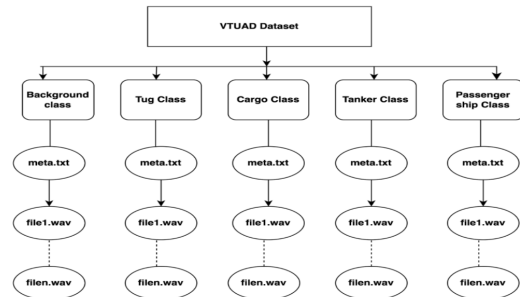 VTUAD Dataset
Background
class
Tug Class
Cargo Class
Tanker Class
Passenger
ship Class
meta.txt
meta.txt
meta.txt
meta.txt
meta.txt
file1.wav
file1.wav
file1.wav
file1.wav
file1.wav
filen.wav
filen.wav
filen.wav
filen.wav
filen.wav